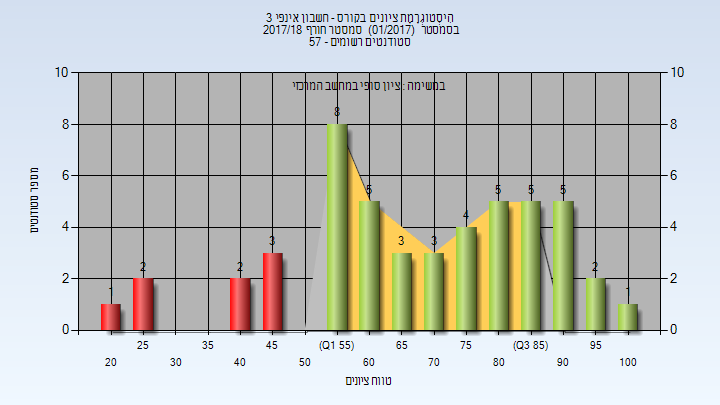 היסטוגרמת ציונים בקורס - חשבון אינפי 3
בסמסטר (01/2017) סמסטר חורף 2017/18
סטודנטים רשומים - 57
במשימה : ציון סופי במחשב המרכזי
מספר סטודנטים
10 10
8 8
6 6
4 4
2 2
0 0
1 2 2 3 8 5 3 3 4 5 5 5 2 1
25 35 45 (Q1 55) 65 75 (Q3 85) 95
20 30 40 50 60 70 80 90 100
טווח ציונים